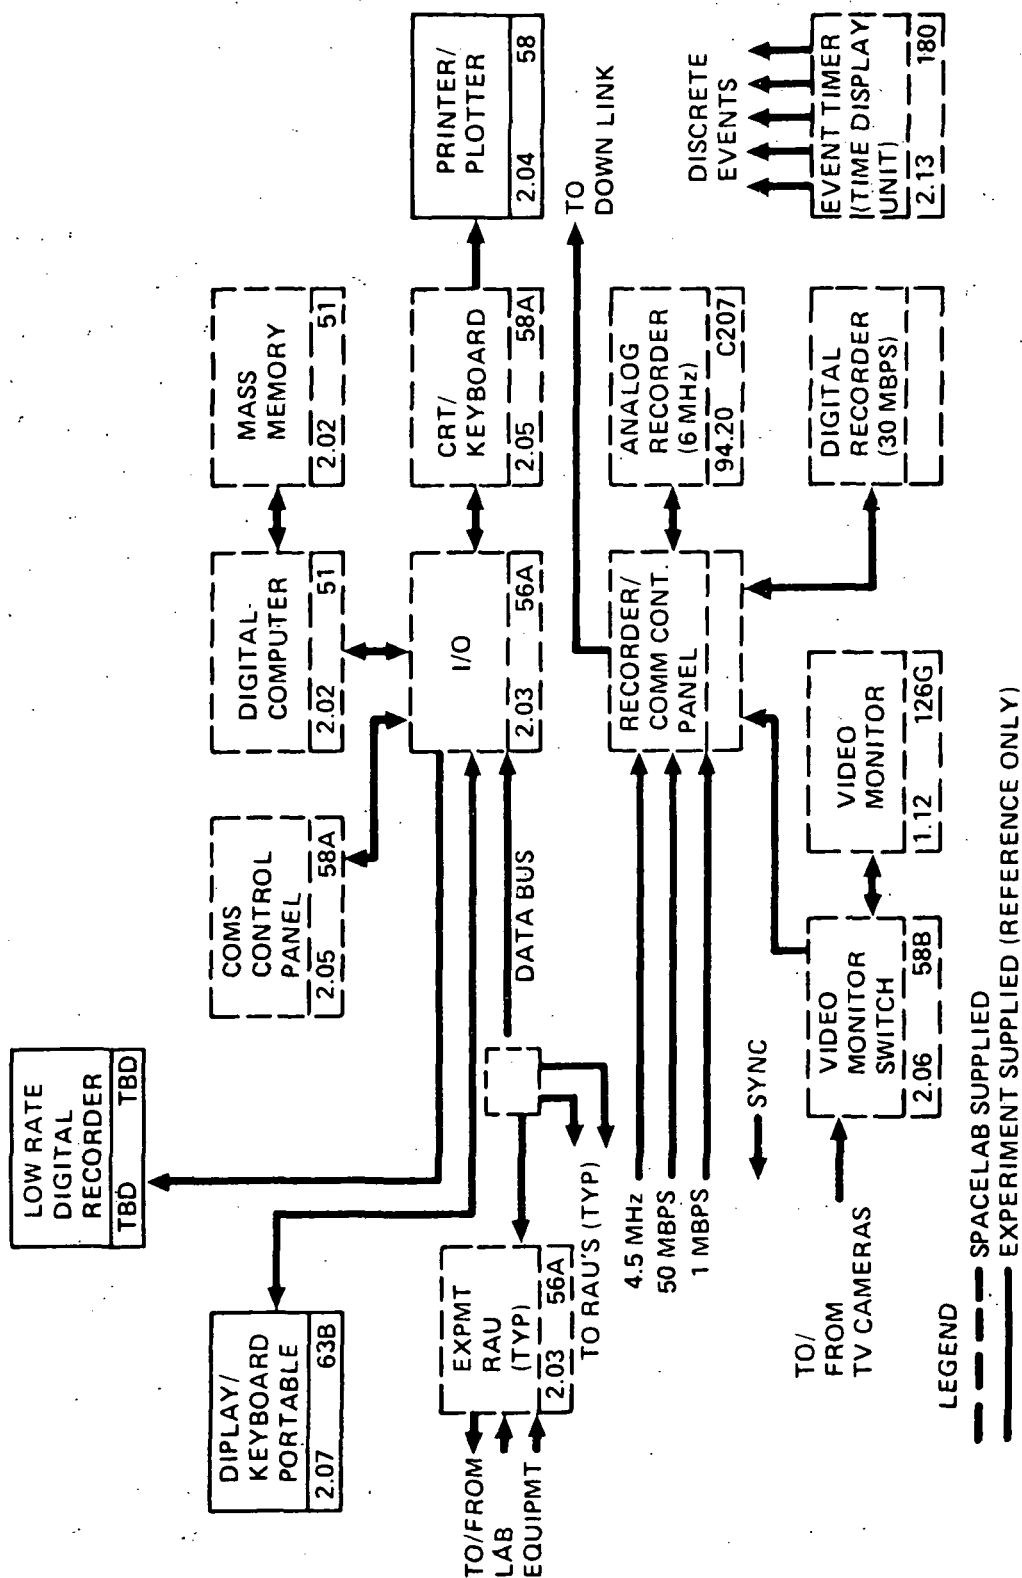 LOW RATE
DIGITAL
RECORDER
TBD TBD
DIPLAY/
KEYBOARD
PORTABLE
2.07 63B
COMS
CONTROL
PANEL
2.05 58A
DIGITAL-
COMPUTER
2.02 51
MASS
MEMORY
2.02 51
TO/FROM
LAB
EQUIPMT
EXPMT
RAU
(TYP)
2.03 56A
TO RAU'S (TYP)
DATA BUS
I/O
2.03 56A
CRT/
KEYBOARD
2.05 58A
PRINTER/
PLOTTER
2.04 58
TO
DOWN LINK
4.5 MHz
50 MBPS
1 MBPS
RECORDER/
COMM CONT.
PANEL
ANALOG
RECORDER
(6 MHz)
94.20 C207
DISCRETE
EVENTS
SYNC
TO/
FROM
TV CAMERAS
VIDEO
MONITOR
SWITCH
2.06 58B
VIDEO
MONITOR
1.12 126G
DIGITAL
RECORDER
(30 MBPS)
EVENT TIMER
(TIME DISPLAY
UNIT)
2.13 180
LEGEND
SPACELAB SUPPLIED
EXPERIMENT SUPPLIED (REFERENCE ONLY)